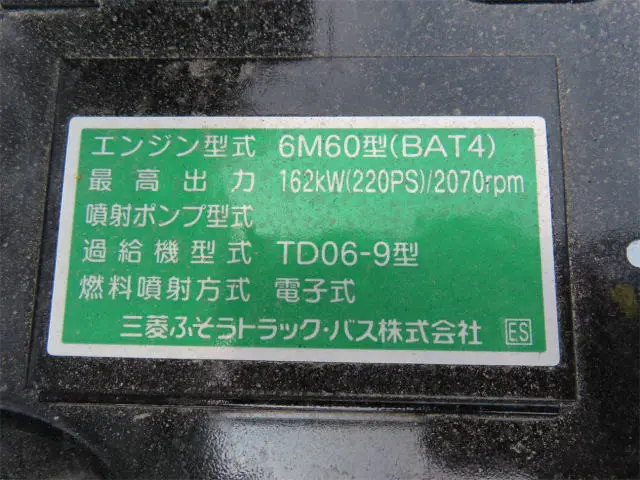 エンジン型式 6M60型(BAT4)
最高出力 162kW(220PS)/2070rpm
噴射ポンプ型式
過給機型式 TD06-9型
燃料噴射方式 電子式
三菱ふそうトラック・バス株式会社 ES